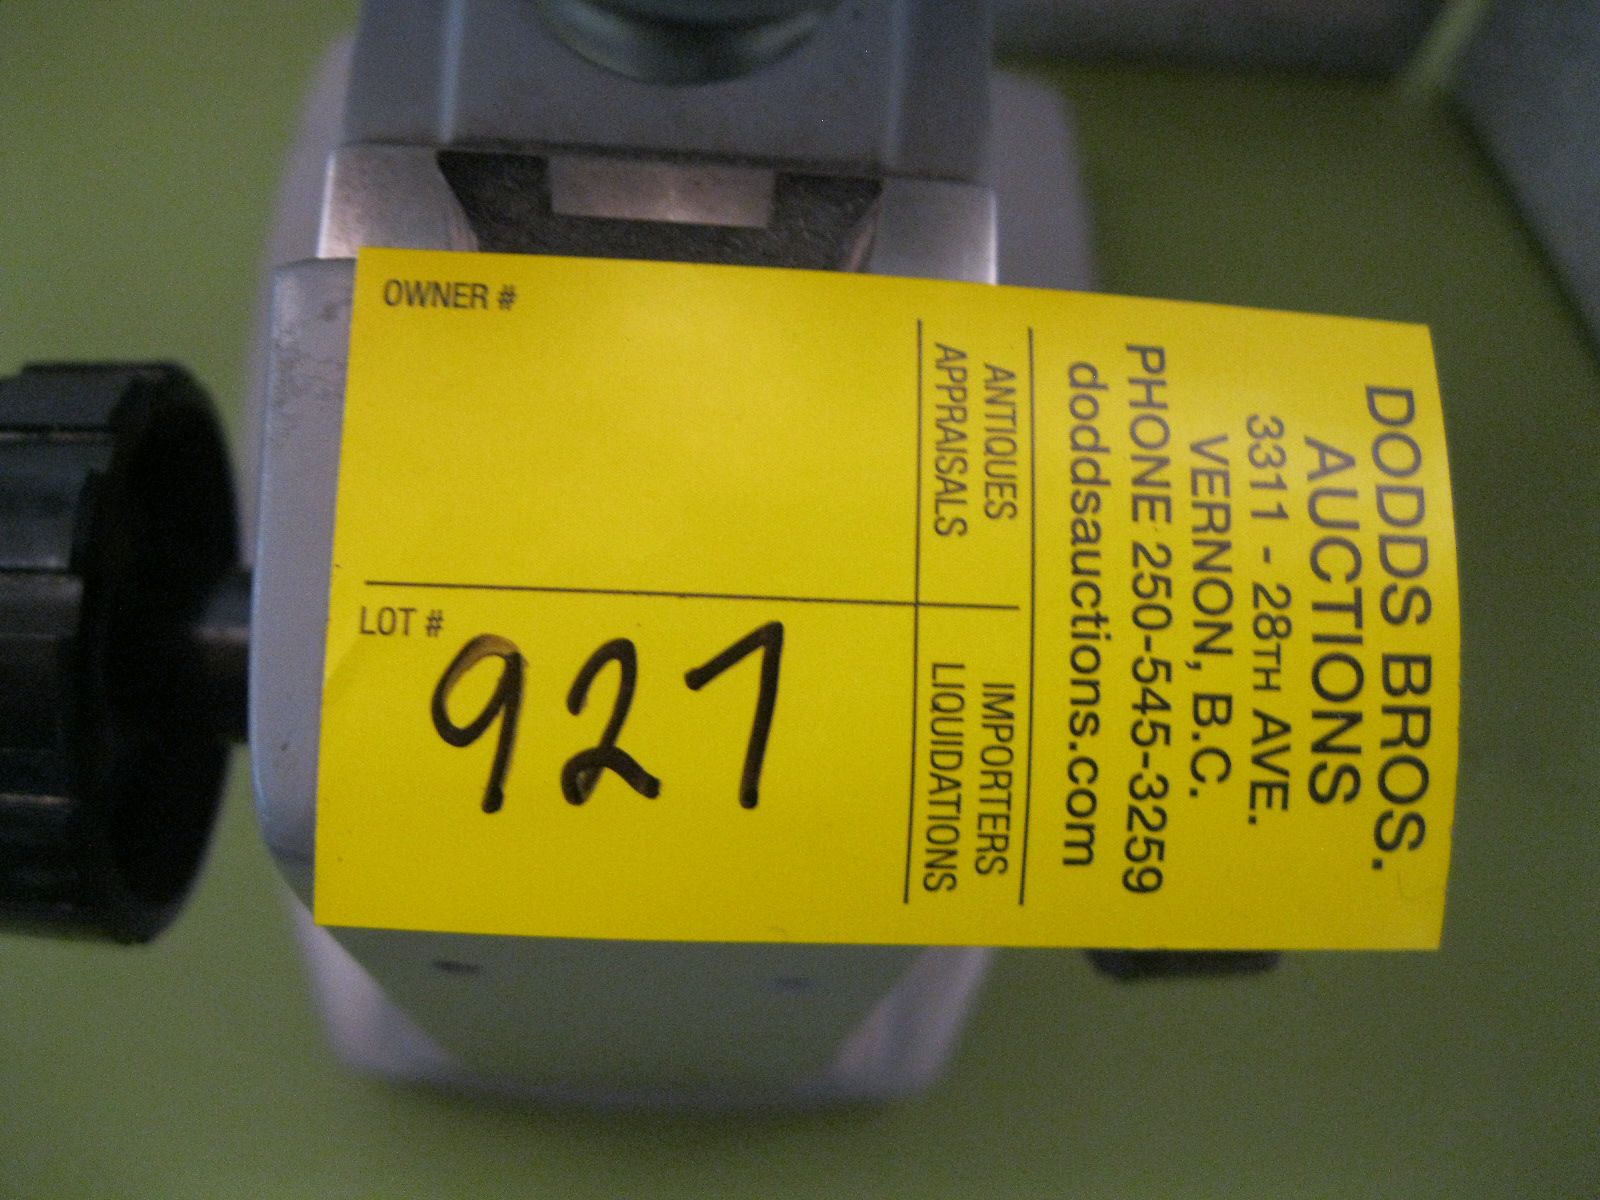 DODDS BROS.
AUCTIONS
3311 - 28TH AVE.
VERNON, B.C.
PHONE 250-545-3259
doddsauctions.com
ANTIQUES
APPRAISALS
IMPORTERS
LIQUIDATIONS
OWNER #
LOT # 927